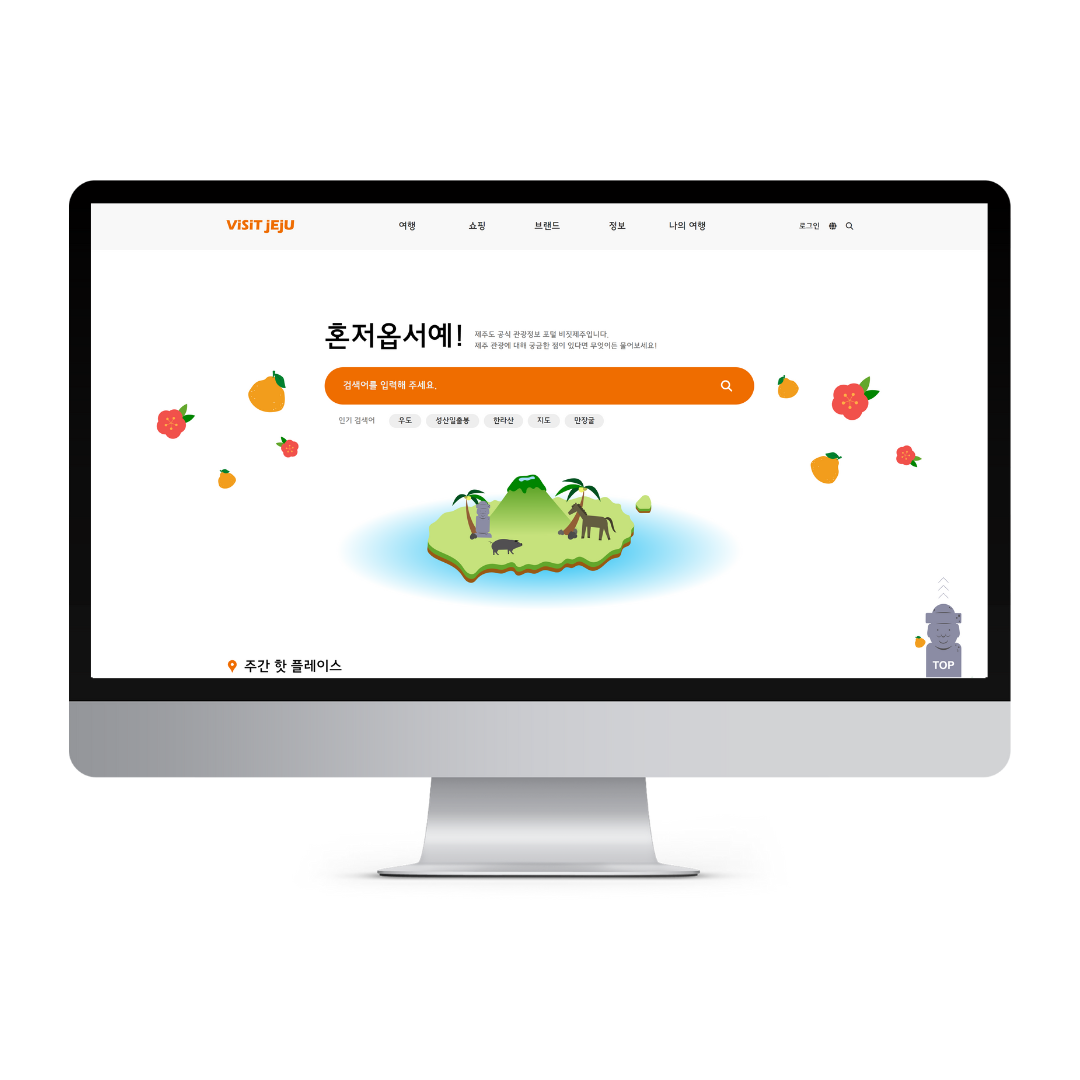 ViSiT jEjU
여행
쇼핑
브랜드
정보
나의 여행
로그인
혼저옵서예!
제주도 공식 관광정보 포털 비짓제주입니다.
제주 관광에 대해 궁금한 점이 있다면 무엇이든 물어보세요!
검색어를 입력해 주세요.
인기 검색어
우도
성산일출봉
한라산
지도
만장굴
주간 핫 플레이스
TOP